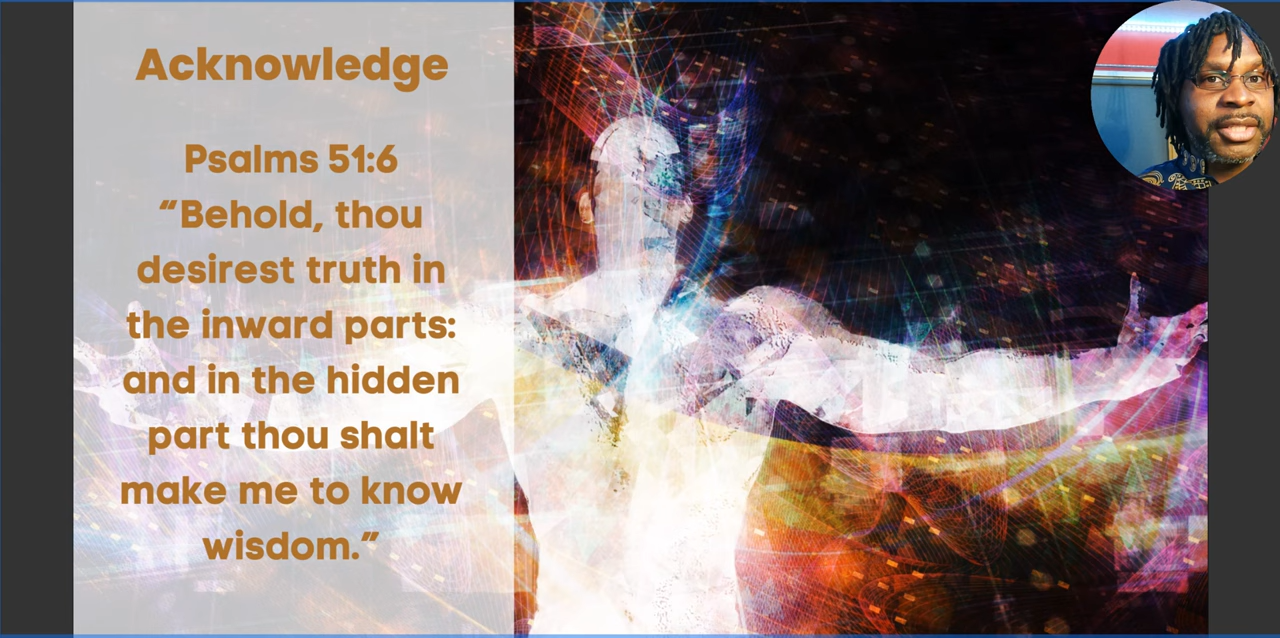 Acknowledge
Psalms 51:6
“Behold, thou
desirest truth in
the inward parts:
and in the hidden
part thou shalt
make me to know
wisdom.”